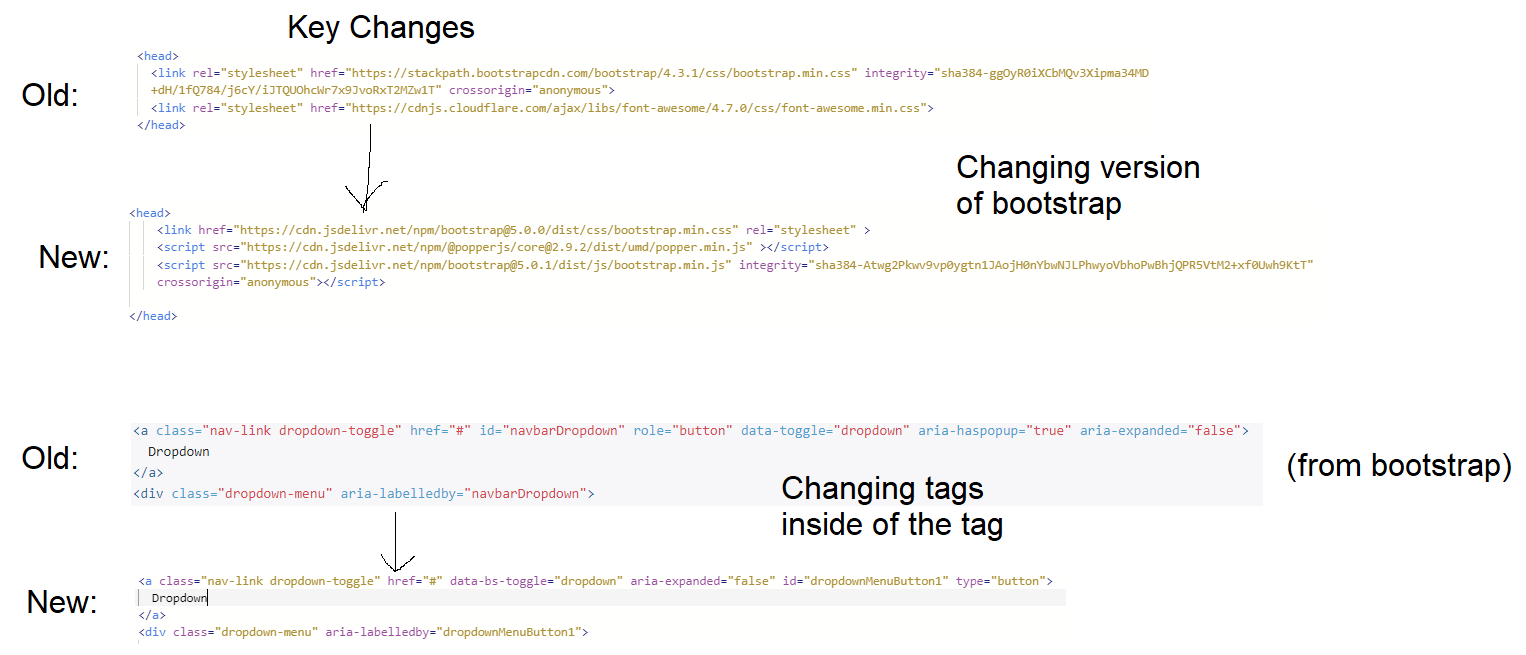 Key Changes
Old:
<head>
<link rel="stylesheet" href="https://stackpath.bootstrapcdn.com/bootstrap/4.3.1/css/bootstrap.min.css" integrity="sha384-ggOyR0iXCbMQv3Xipma34MD
+dH/1fQ784/j6cY/iJTQUOhcWr7x9JvoRxT2MZw1T" crossorigin="anonymous">
<link rel="stylesheet" href="https://cdnjs.cloudflare.com/ajax/libs/font-awesome/4.7.0/css/font-awesome.min.css">
</head>
Changing version
of bootstrap
New:
<head>
<link href="https://cdn.jsdelivr.net/npm/bootstrap@5.0.0/dist/css/bootstrap.min.css" rel="stylesheet" >
<script src="https://cdn.jsdelivr.net/npm/@popperjs/core@2.9.2/dist/umd/popper.min.js" ></script>
<script src="https://cdn.jsdelivr.net/npm/bootstrap@5.0.1/dist/js/bootstrap.min.js" integrity="sha384-Atwg2Pkwv9vp0ygtn1JAojH0nYbwNJLPhwyoVbhoPwBhjQPR5VtM2+xf0Uwh9KtT"
crossorigin="anonymous"></script>
</head>
Old:
<a class="nav-link dropdown-toggle" href="#" id="navbarDropdown" role="button" data-toggle="dropdown" aria-haspopup="true" aria-expanded="false">
Dropdown
</a>
<div class="dropdown-menu" aria-labelledby="navbarDropdown">
(from bootstrap)
Changing tags
inside of the tag
New:
<a class="nav-link dropdown-toggle" href="#" data-bs-toggle="dropdown" aria-expanded="false" id="dropdownMenuButton1" type="button">
Dropdown
</a>
<div class="dropdown-menu" aria-labelledby="dropdownMenuButton1">